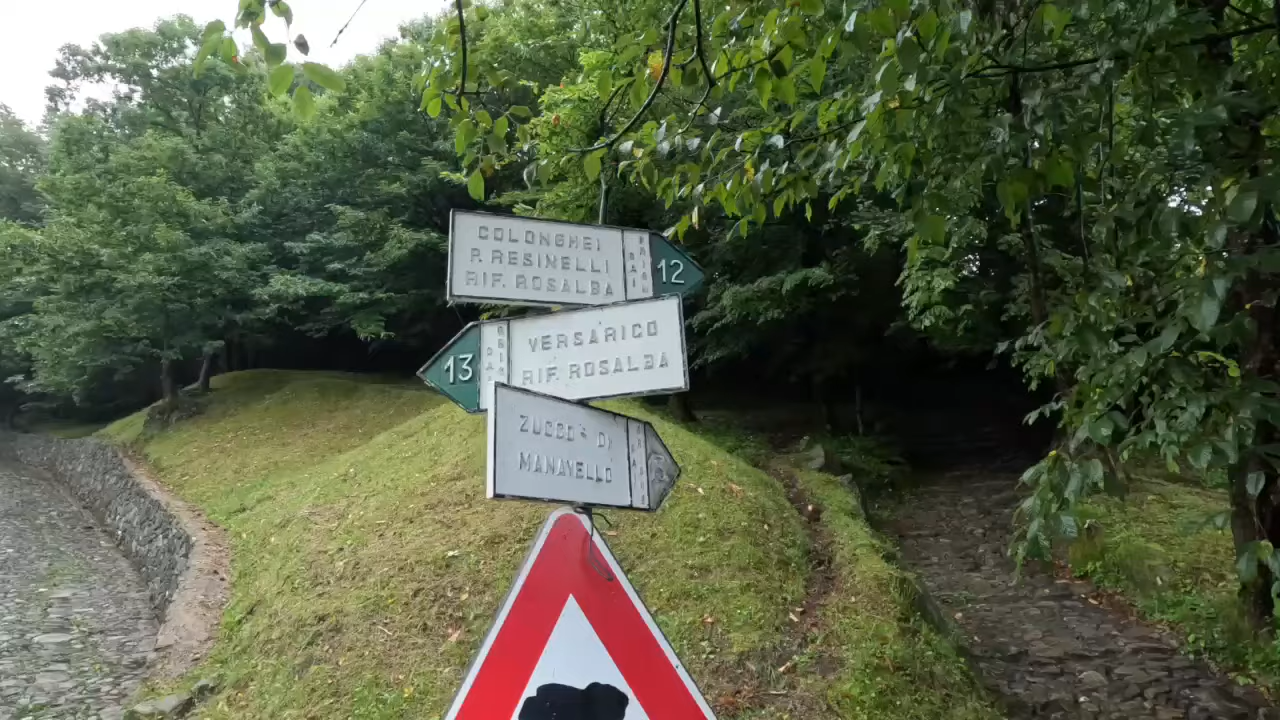 COLONGHEI
P. RESINELLI
RIF. ROSALBA
12
13
VERSARICO
RIF. ROSALBA
ZUCCO DI
MANAVELLO